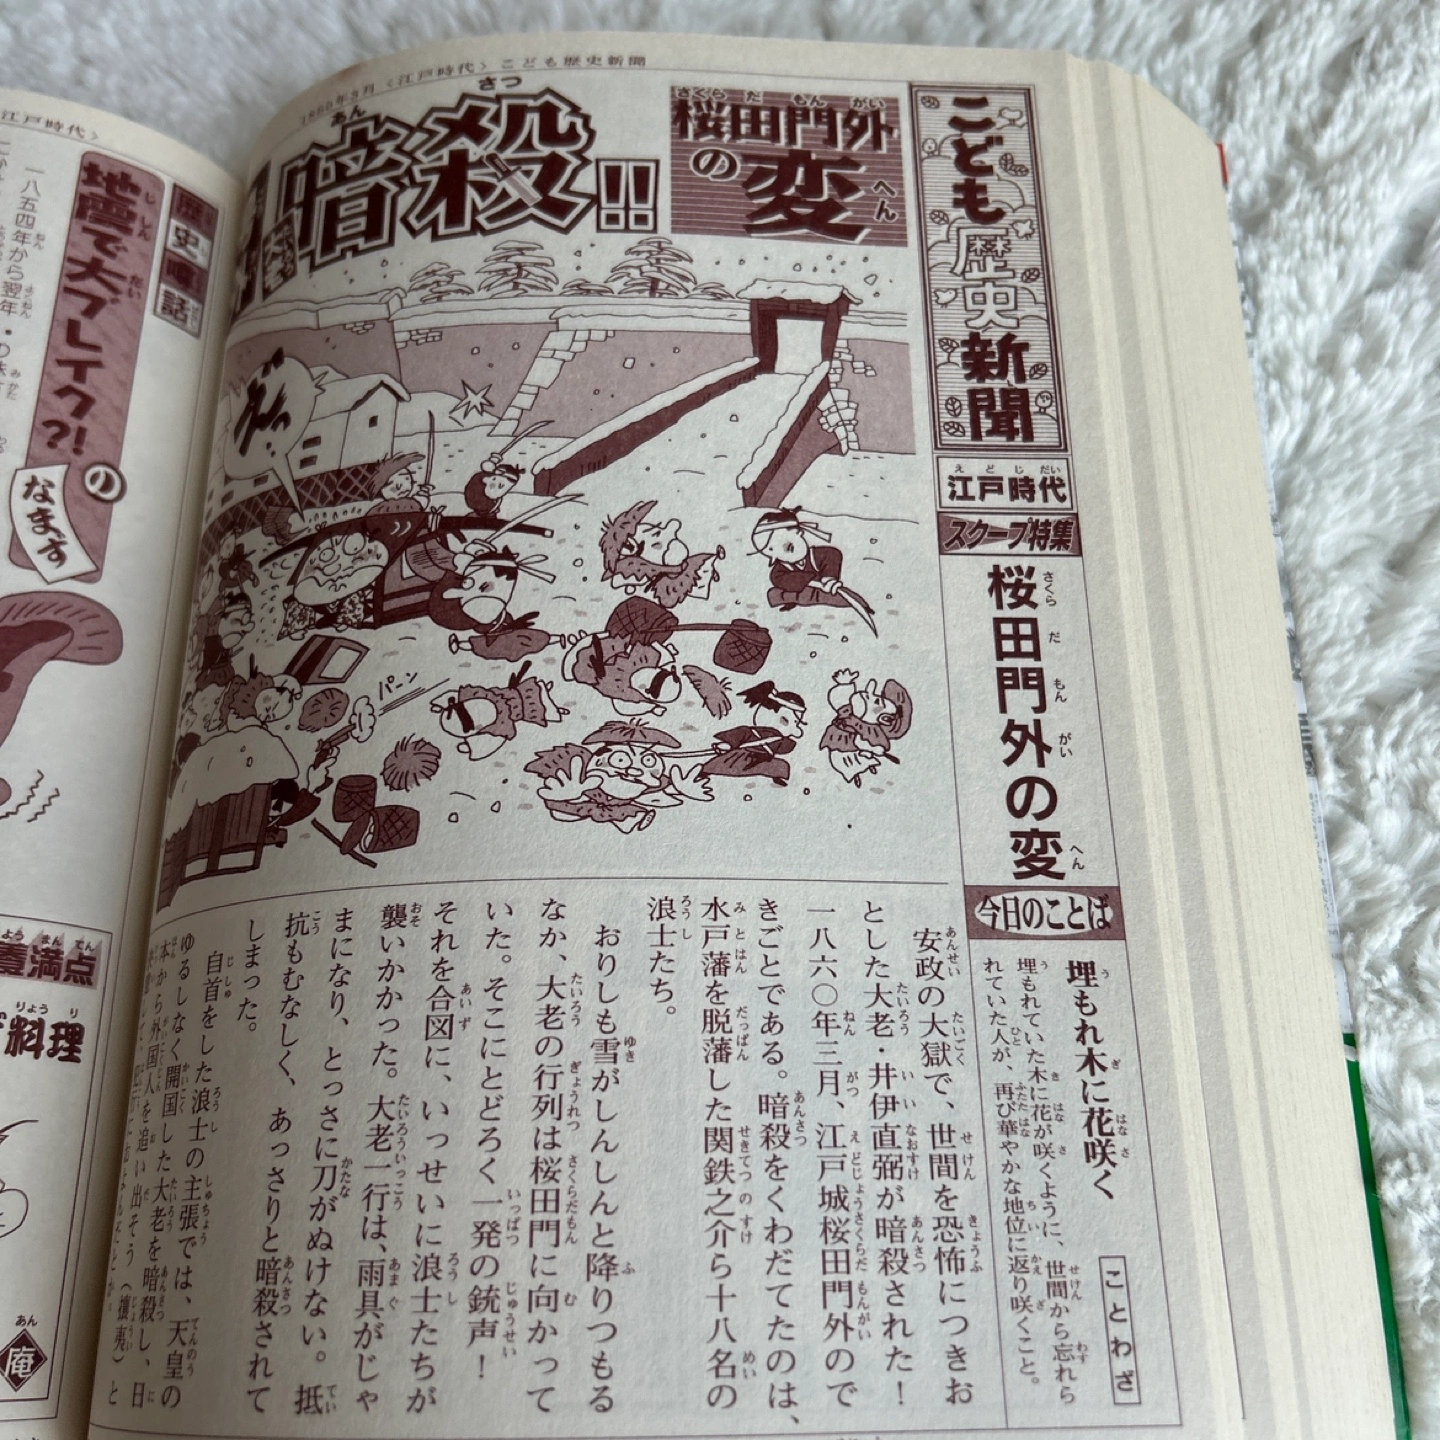 1860年3月〈江戸時代〉こども歴史新聞
こども歴史新聞
江戸時代
スクープ特集
桜田門外の変
今日のことば
埋もれ木に花咲く
埋もれていた木に花が咲くように、世間から忘れら
れていた人が、再び華やかな地位に返り咲くこと。
ことわざ
桜田門外
の変
暗殺!!
パーン
安政の大獄で、世間を恐怖につきお
とした大老・井伊直弼が暗殺された！
一八六〇年三月、江戸城桜田門外ので
きごとである。暗殺をくわだてたのは、
水戸藩を脱藩した関鉄之介ら十八名の
浪士たち。
おりしも雪がしんしんと降りつもる
なか、大老の行列は桜田門に向かって
いた。そこにとどろく一発の銃声！
それを合図に、いっせいに浪士たちが
襲いかかった。大老一行は、雨具がじゃ
まになり、とっさに刀がぬけない。抵
抗もむなしく、あっさりと暗殺されて
しまった。
自首をした浪士の主張では、天皇の
ゆるしなく開国した大老を暗殺し、日
本から外国人を追い出そう（攘夷）と
江戸時代〉
地震で大ブレイク?!
の
なまず
一八五四年から翌年
満点
料理
庵